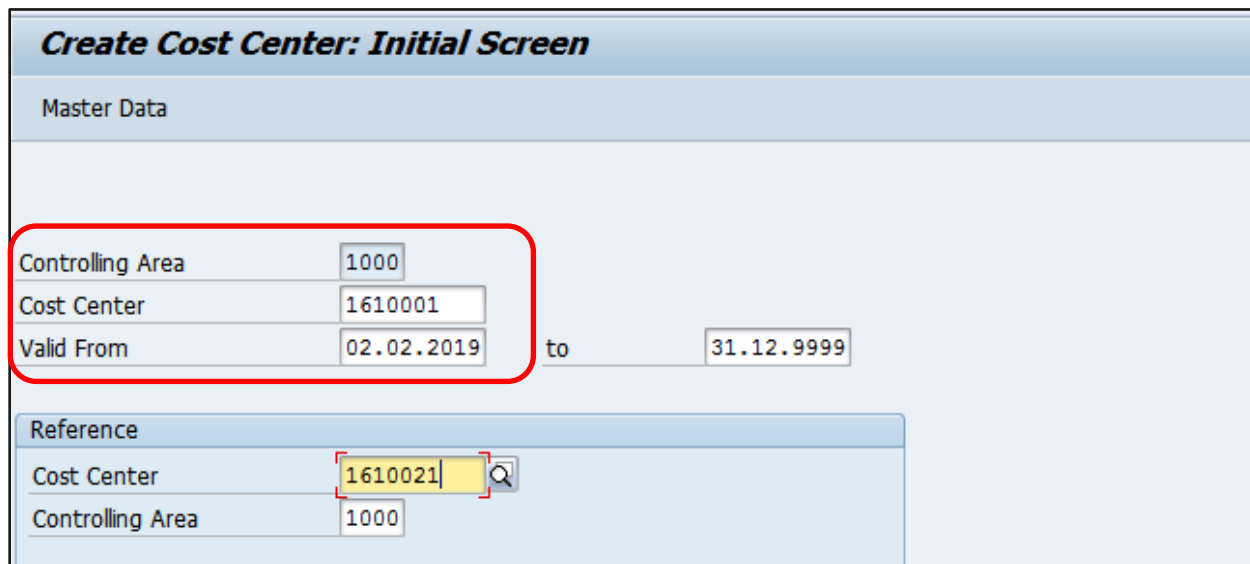 Create Cost Center: Initial Screen
Master Data
Controlling Area 1000
Cost Center 1610001
Valid From 02.02.2019 to 31.12.9999
Reference
Cost Center 1610021
Controlling Area 1000